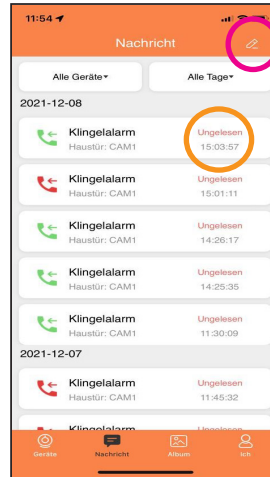 11:54
Nachricht
Alle Geräte
Alle Tage
2021-12-08
Klingelalarm
Ungelesen
Haustür: CAM1
15:03:57
Klingelalarm
Ungelesen
Haustür: CAM1
15:01:11
Klingelalarm
Ungelesen
Haustür: CAM1
14:26:17
Klingelalarm
Ungelesen
Haustür: CAM1
14:25:35
Klingelalarm
Ungelesen
Haustür: CAM1
11:30:09
2021-12-07
Klingelalarm
Ungelesen
Haustür: CAM1
11:45:32
Klingelalarm
Ungelesen
Geräte
Nachricht
Album
Ich